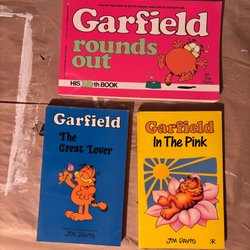 Garfield
rounds
out
HIS 16th BOOK
Garfield
The
Great Lover
JIM DAVIS
Garfield
In The Pink
JIM DAVIS